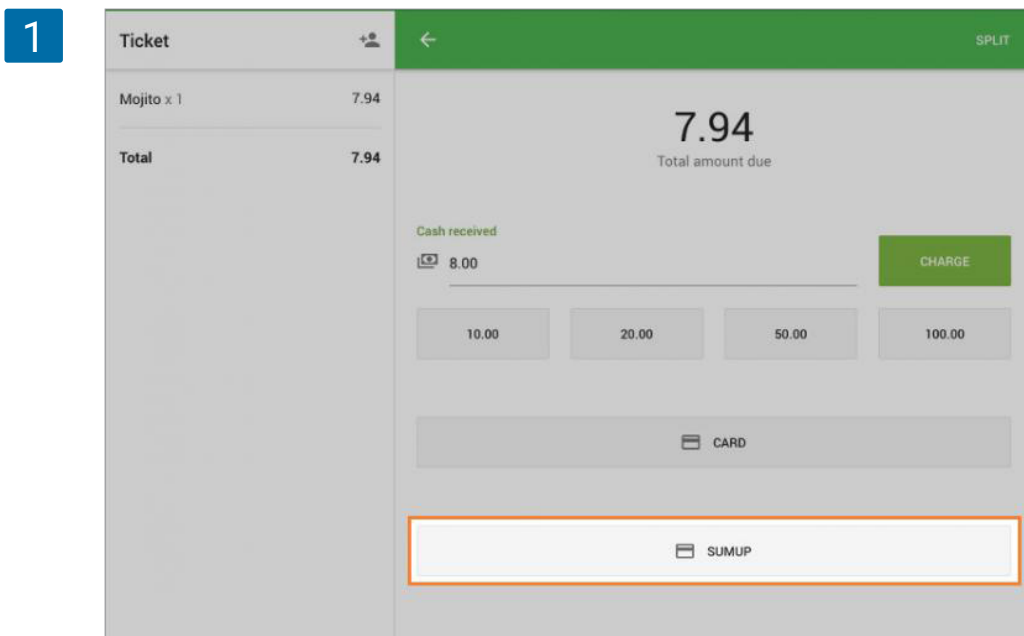 1
Ticket
SPLIT
Mojito x 1 7.94
Total 7.94
7.94
Total amount due
Cash received
8.00
CHARGE
10.00 20.00 50.00 100.00
CARD
SUMUP